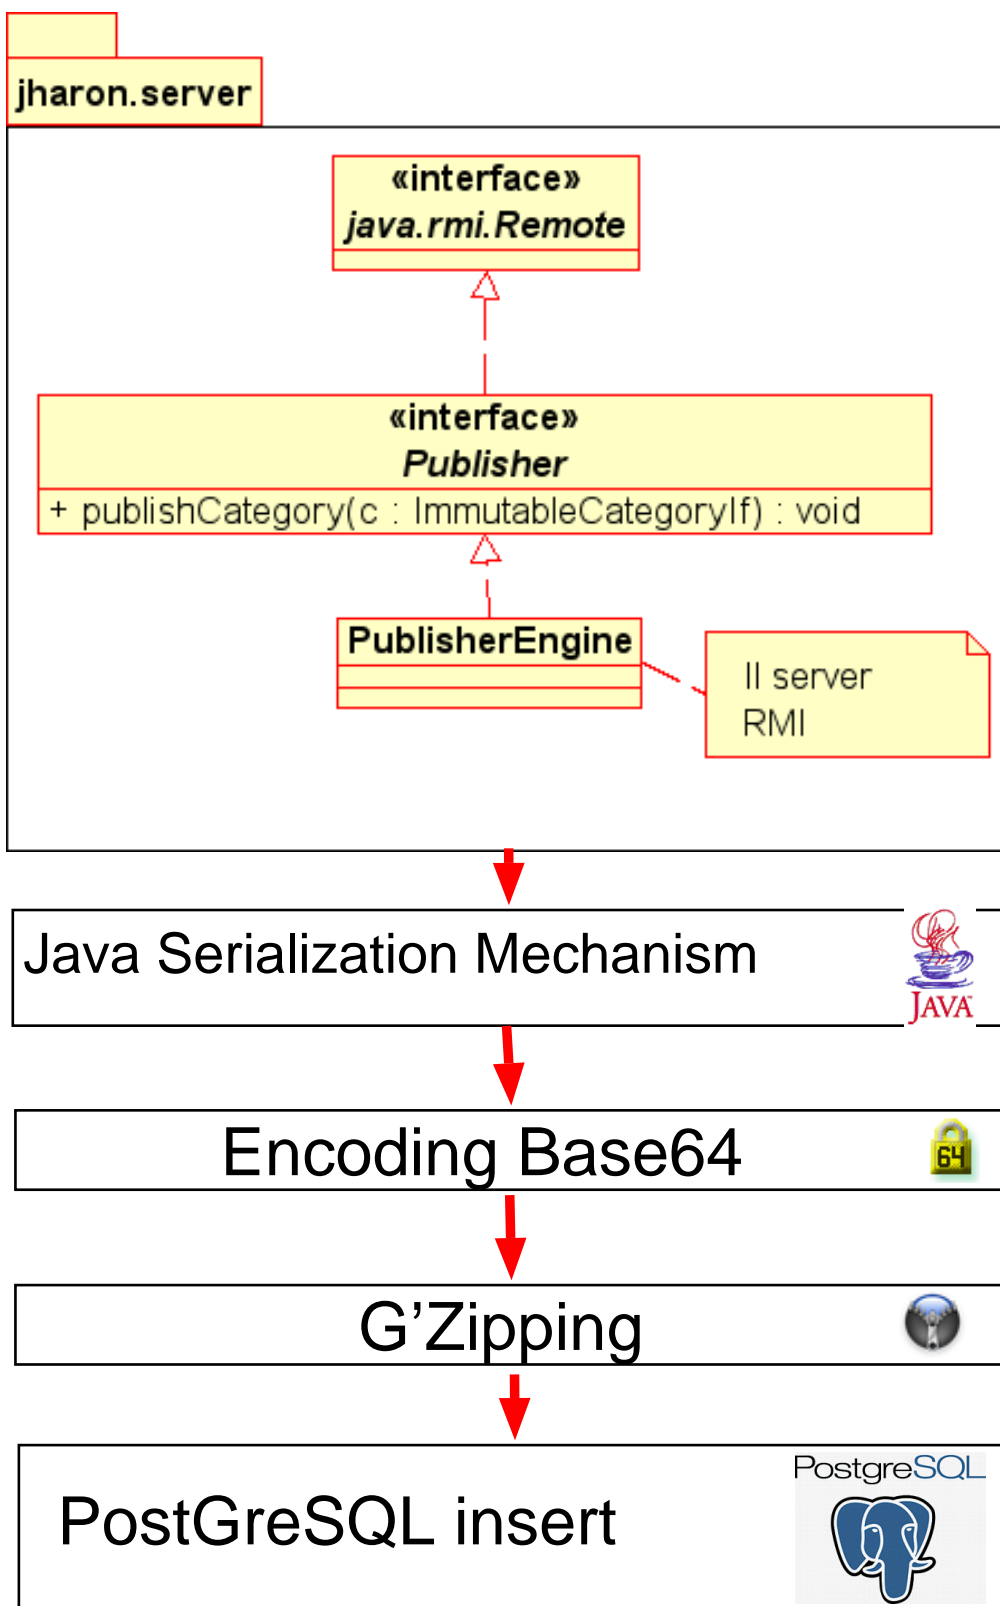 jharon.server
«interface»
java.rmi.Remote
«interface»
Publisher
+ publishCategory(c : ImmutableCategoryIf) : void
PublisherEngine
Il server
RMI
Java Serialization Mechanism
JAVA
Encoding Base64
64
G’Zipping
PostgreSQL
PostGreSQL insert